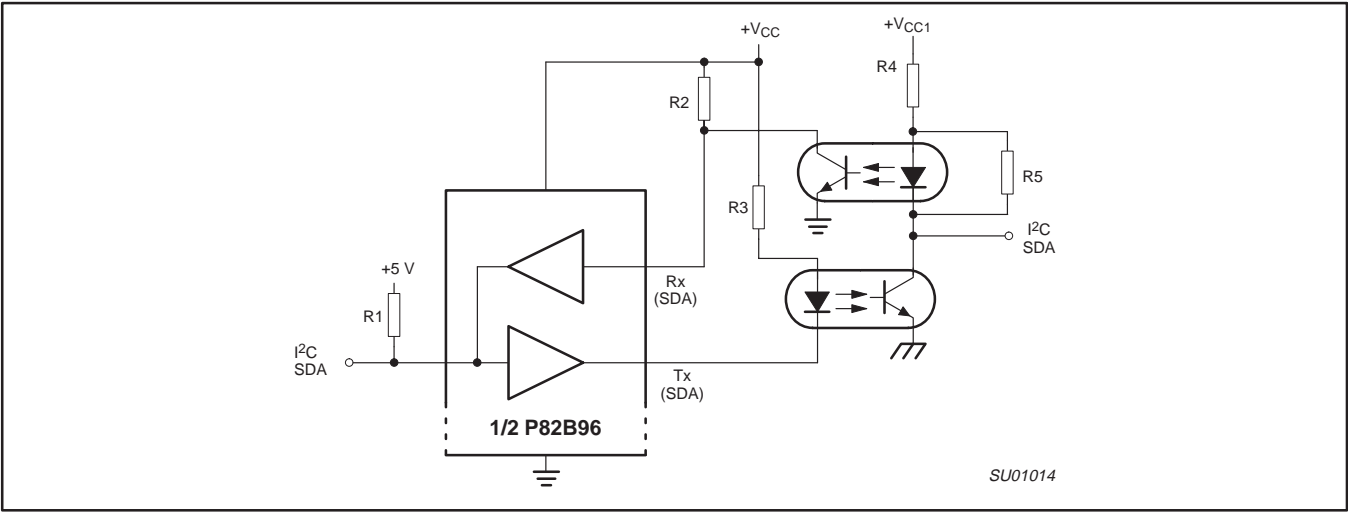 +VCC
+VCC1
R4
R2
R5
R3
I2C
SDA
+5 V
Rx
(SDA)
R1
I2C
SDA
Tx
(SDA)
1/2 P82B96
SU01014